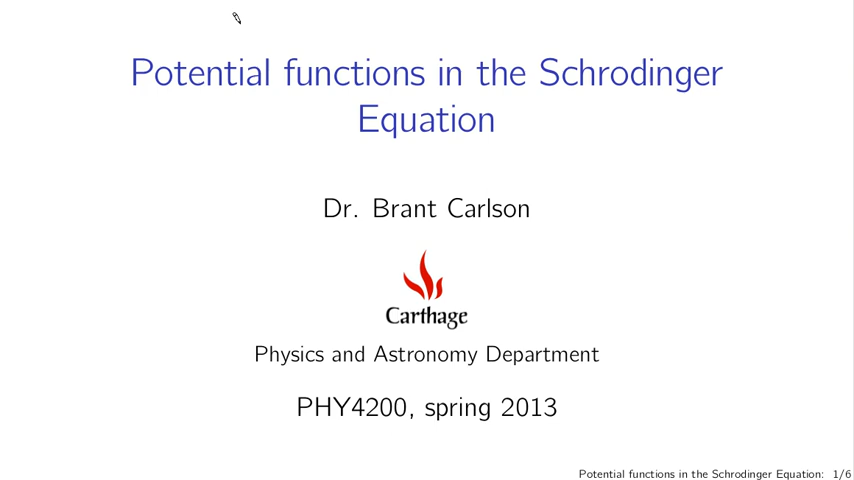 Potential functions in the Schrodinger
Equation
Dr. Brant Carlson
Carthage
Physics and Astronomy Department
PHY4200, spring 2013
Potential functions in the Schrodinger Equation: 1/6